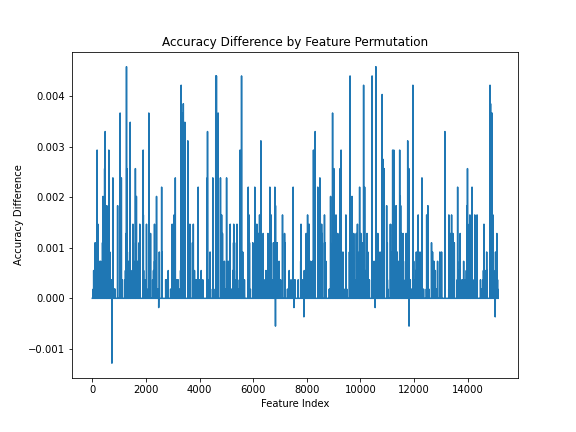 Accuracy Difference by Feature Permutation
0.004
0.003
0.002
0.001
0.000
−0.001
Accuracy Difference
0 2000 4000 6000 8000 10000 12000 14000
Feature Index